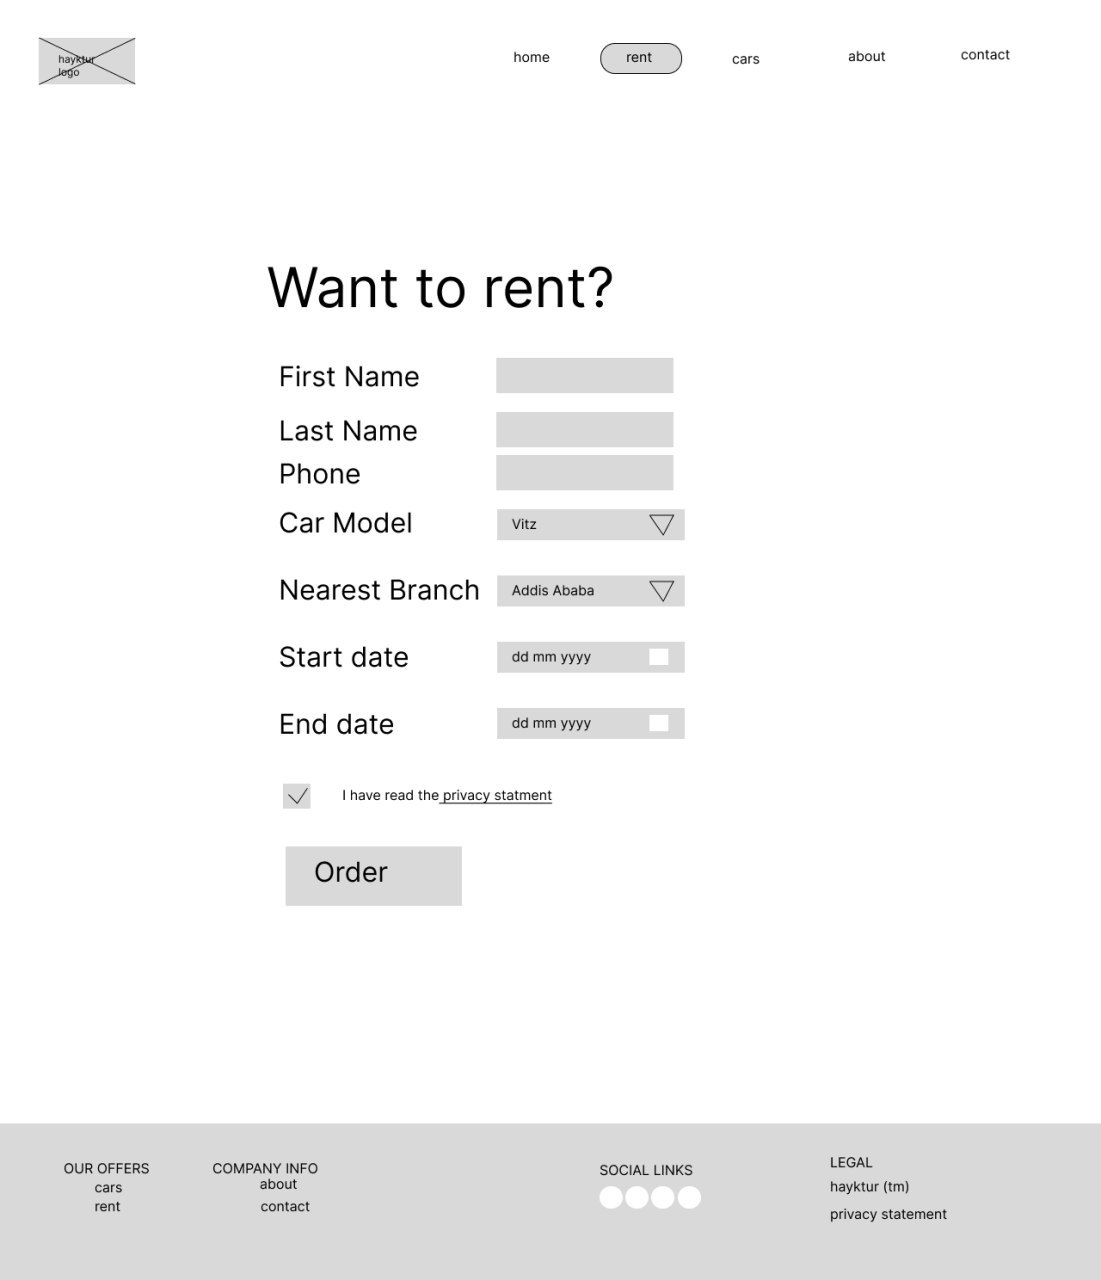 hayktur
logo
home
rent
cars
about
contact
Want to rent?
First Name
Last Name
Phone
Car Model
Vitz
Nearest Branch
Addis Ababa
Start date
dd mm yyyy
End date
dd mm yyyy
I have read the privacy statment
Order
OUR OFFERS
cars
rent
COMPANY INFO
about
contact
SOCIAL LINKS
LEGAL
hayktur (tm)
privacy statement